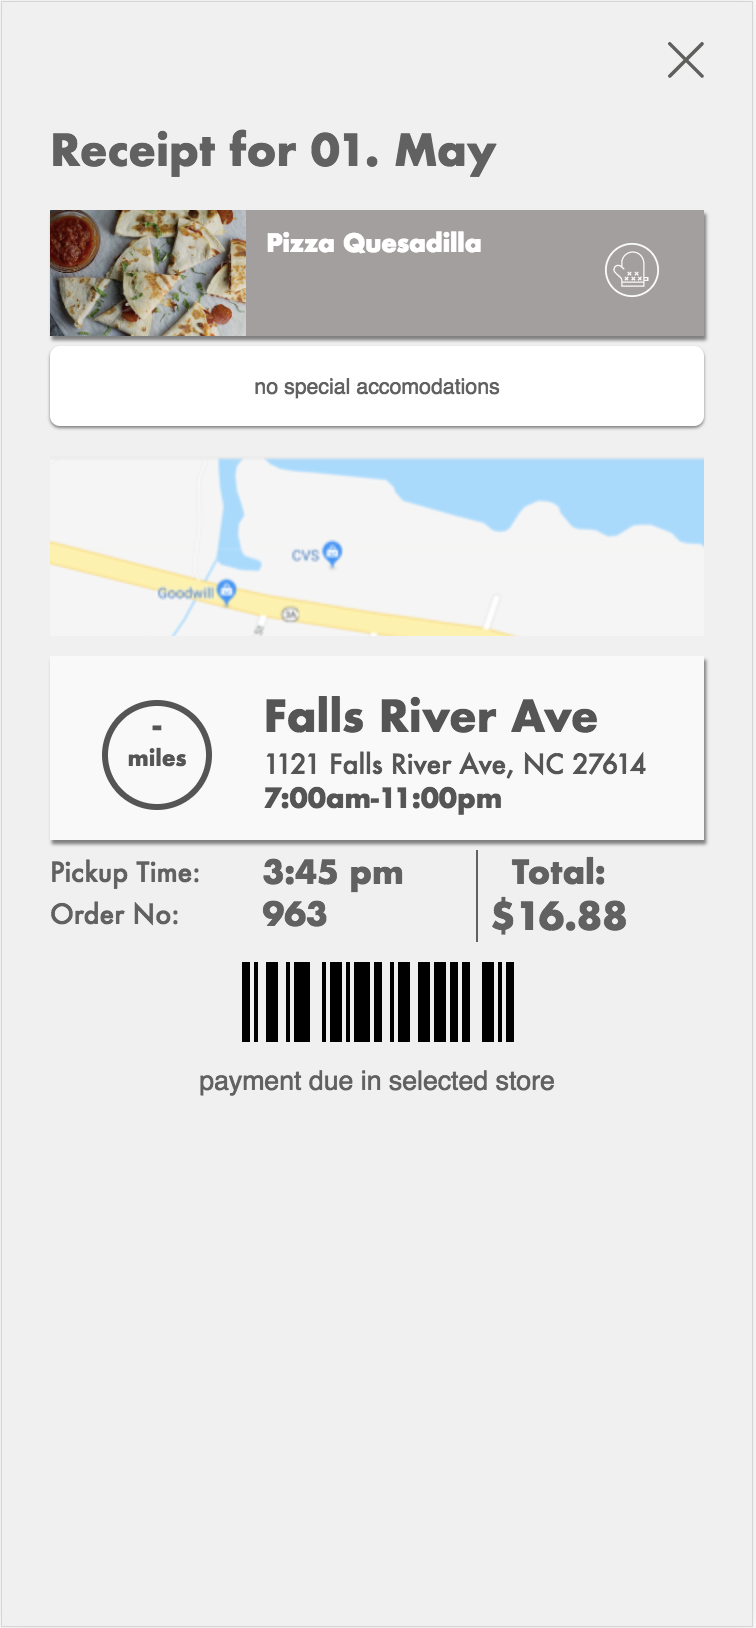 Receipt for 01. May
Pizza Quesadilla
no special accomodations
CVS
Goodwill
3A
-
miles
Falls River Ave
1121 Falls River Ave, NC 27614
7:00am-11:00pm
Pickup Time: 3:45 pm
Order No: 963
Total:
$16.88
payment due in selected store